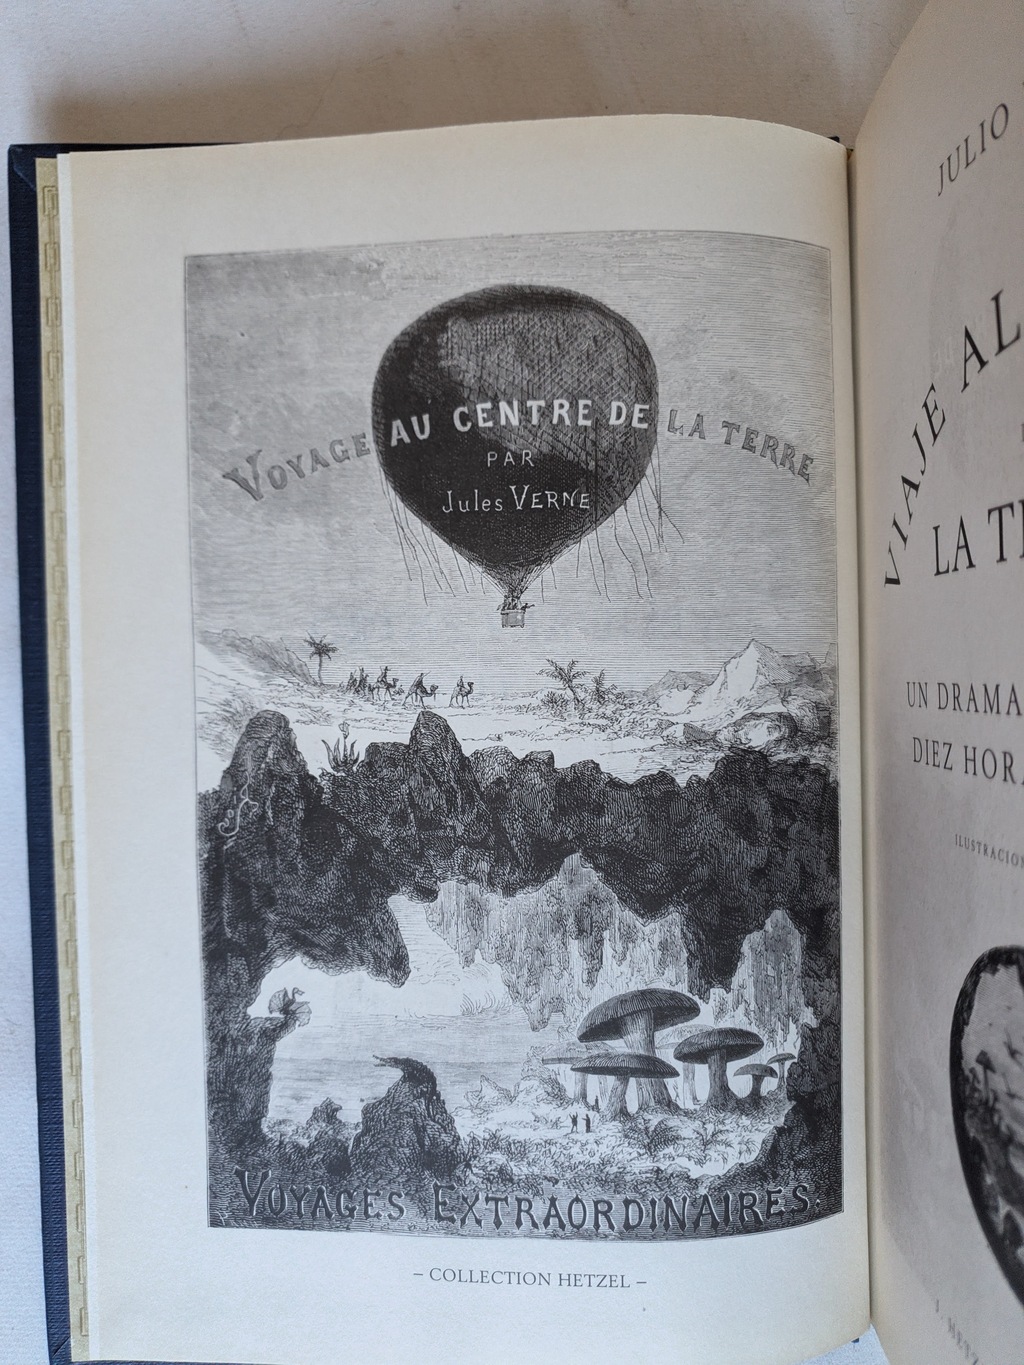 VOYAGE AU CENTRE DE LA TERRE
PAR
Jules VERNE
VOYAGES EXTRAORDINAIRES.
– COLLECTION HETZEL –
JULIO
VIAJE AL
LA
UN DRAMA
DIEZ